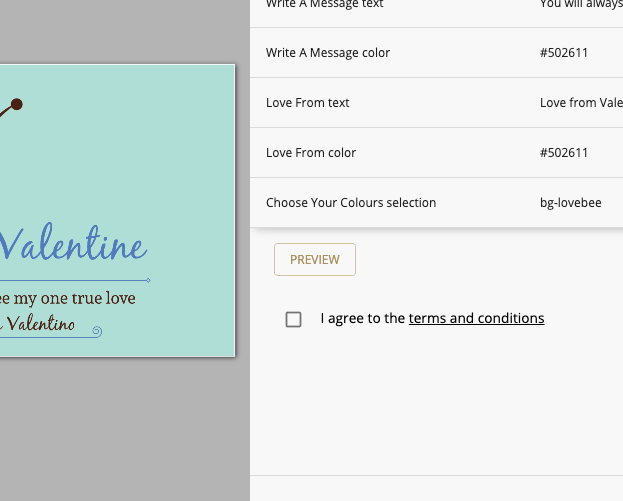 Write A Message text You will always
Write A Message color #502611
Love From text Love from Vale
Love From color #502611
Choose Your Colours selection bg-lovebee
PREVIEW
I agree to the terms and conditions
Valentine
ee my one true love
Valentino